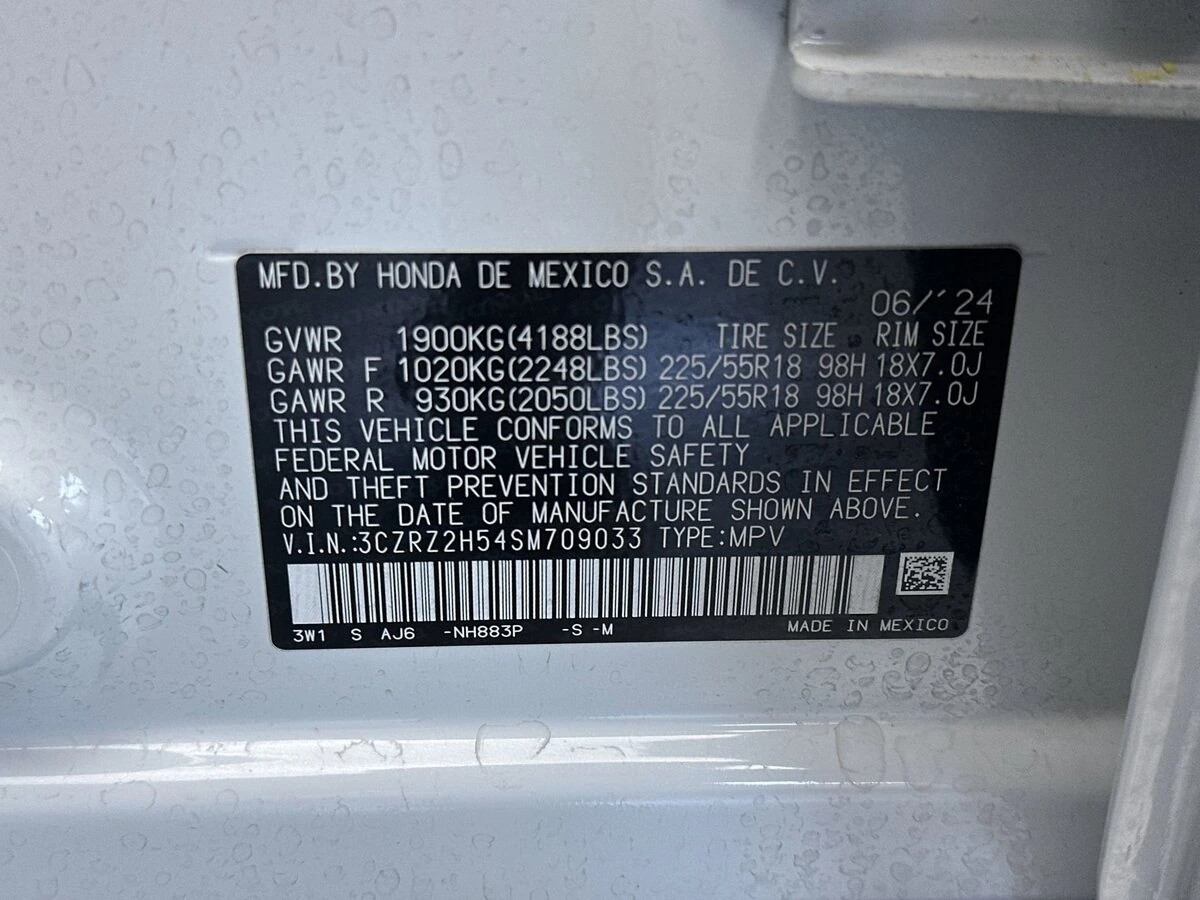 MFD.BY HONDA DE MEXICO S.A. DE C.V.
06/´24
GVWR 1900KG(4188LBS) TIRE SIZE RIM SIZE
GAWR F 1020KG(2248LBS) 225/55R18 98H 18X7.0J
GAWR R 930KG(2050LBS) 225/55R18 98H 18X7.0J
THIS VEHICLE CONFORMS TO ALL APPLICABLE
FEDERAL MOTOR VEHICLE SAFETY
AND THEFT PREVENTION STANDARDS IN EFFECT
ON THE DATE OF MANUFACTURE SHOWN ABOVE.
V.I.N.:3CZRZ2H54SM709033 TYPE:MPV
3W1 S AJ6 -NH883P -S -M MADE IN MEXICO